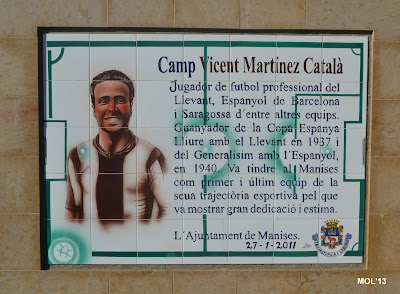 Camp Vicent Martínez Català
Jugador de futbol professional del
Llevant, Espanyol de Barcelona
i Saragossa d'entre altres equips.
Guanyador de la Copa Espanya
Lliure amb el Llevant en 1937 i
del Generalisim amb l'Espanyol,
en 1940. Va tindre al Manises
com primer i últim equip de la
seua trajectòria esportiva pel que
va mostrar gran dedicació i estima.
L'Ajuntament de Manises.
27-1-2011
MOL'13